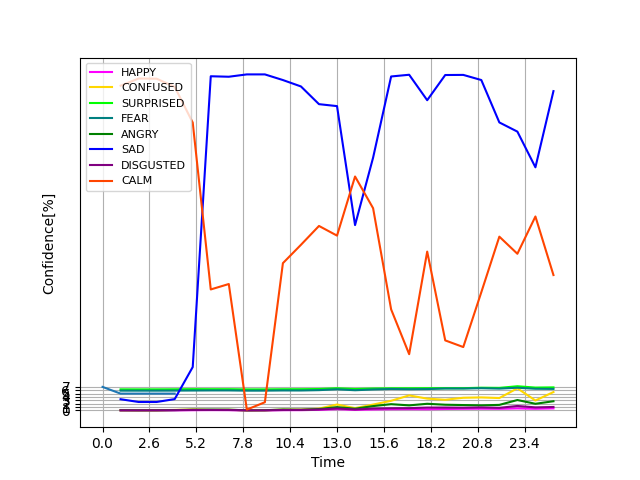 HAPPY
CONFUSED
SURPRISED
FEAR
ANGRY
SAD
DISGUSTED
CALM
Confidence[%]
0.0 2.6 5.2 7.8 10.4 13.0 15.6 18.2 20.8 23.4
Time